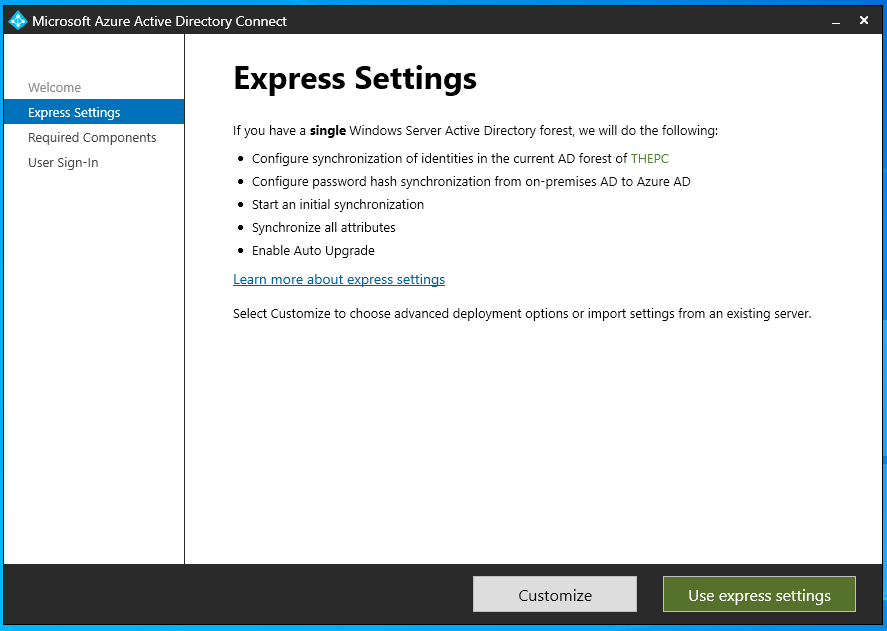 Microsoft Azure Active Directory Connect
Welcome
Express Settings
Required Components
User Sign-In
Express Settings
If you have a single Windows Server Active Directory forest, we will do the following:
• Configure synchronization of identities in the current AD forest of THEPC
• Configure password hash synchronization from on-premises AD to Azure AD
• Start an initial synchronization
• Synchronize all attributes
• Enable Auto Upgrade
Learn more about express settings
Select Customize to choose advanced deployment options or import settings from an existing server.
Customize
Use express settings